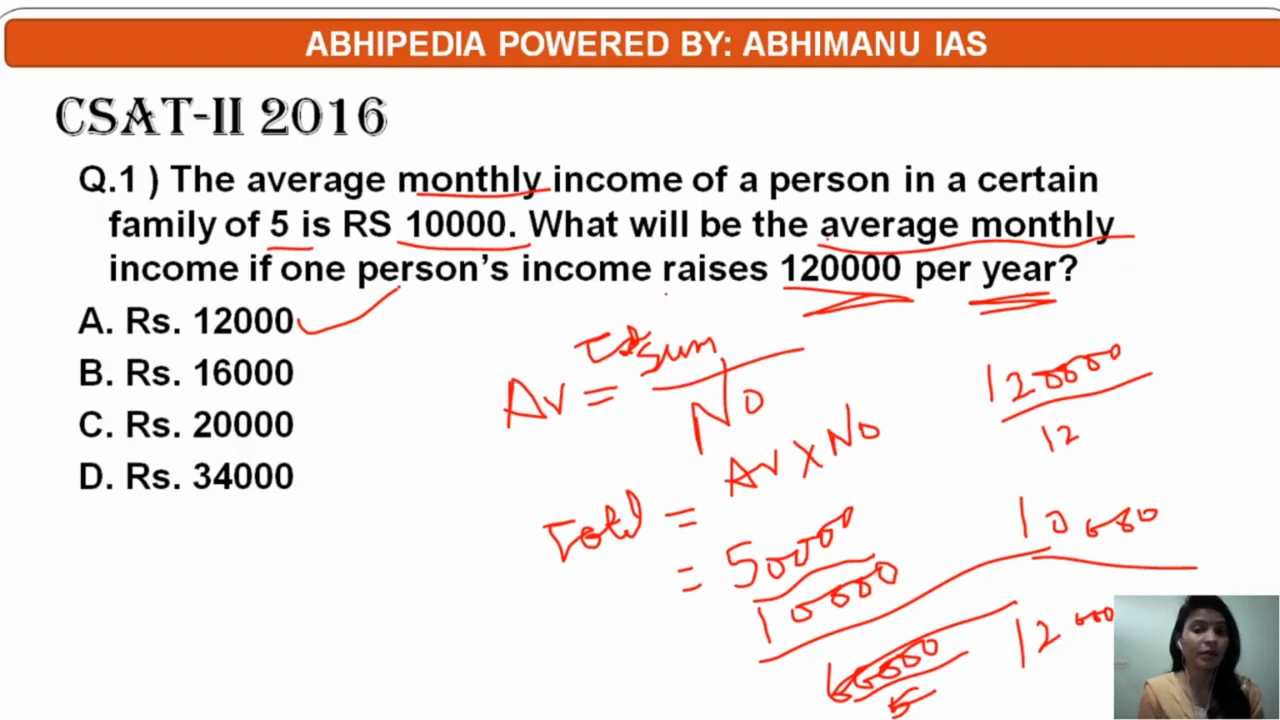 ABHIPEDIA POWERED BY: ABHIMANU IAS
CSAT-II 2016
Q.1 ) The average monthly income of a person in a certain
family of 5 is RS 10000. What will be the average monthly
income if one person's income raises 120000 per year?
A. Rs. 12000
B. Rs. 16000
C. Rs. 20000
D. Rs. 34000
sum
Av =
No
Av X No
Total =
= 50000
10000
60000
5
120000
12
10000
12000